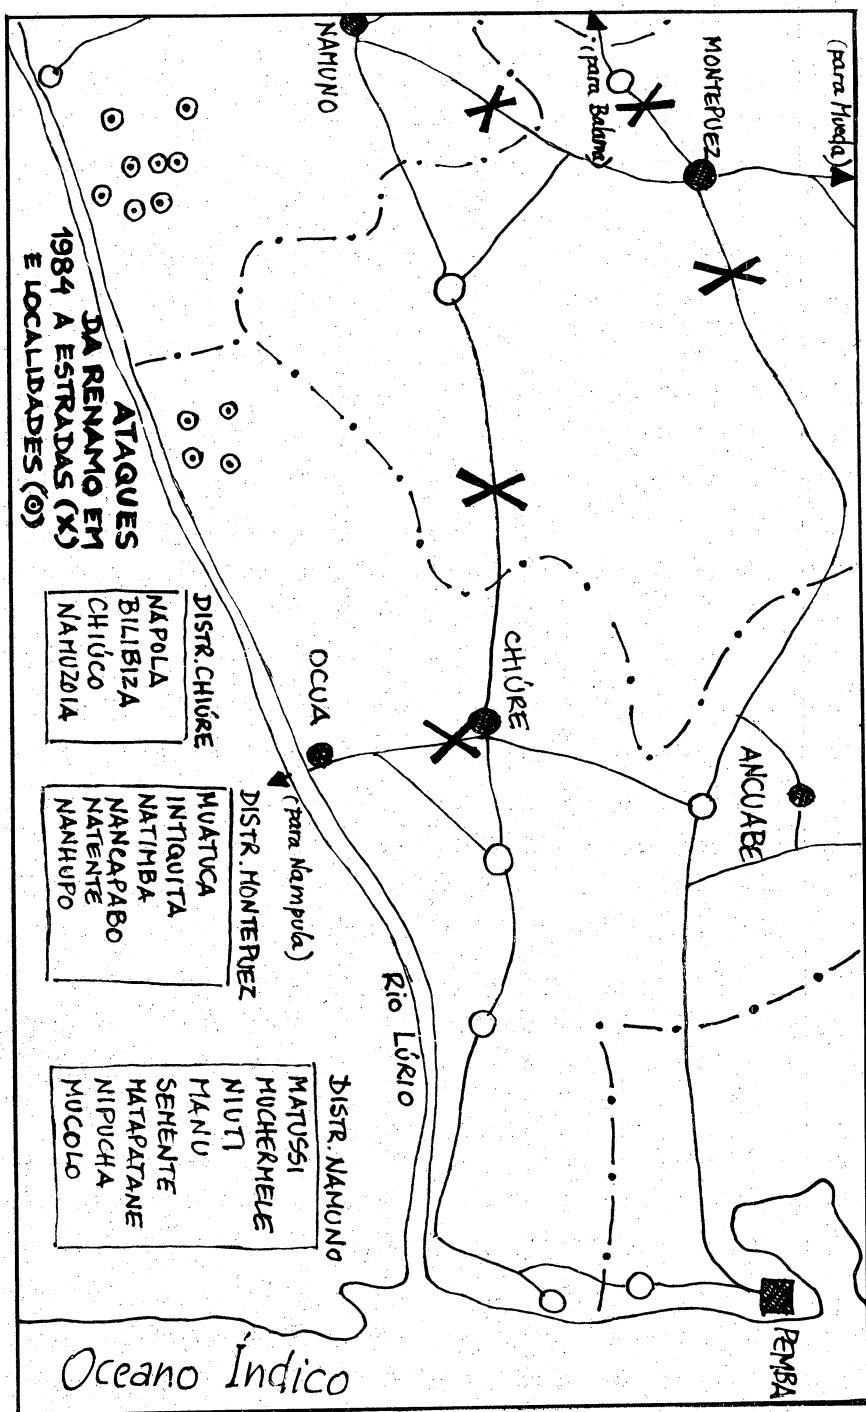 (para Mueda)
MONTEPUEZ
(para Balama)
NAMUNO
ANCUABE
CHIÚRE
OCUA
(para Nampula)
PEMBA
Rio LÚRIO
Oceano Índico
ATAQUES
DA RENAMO EM
1984 A ESTRADAS (X)
E LOCALIDADES (⊙)
DISTR. CHIÚRE
NAPOLA
BILIBIZA
CHIÚCO
NAMUZOIA
DISTR. MONTEPUEZ
MUATUCA
INTIQUITA
NATIMBA
NANCAPABO
NATENTE
NANHUPO
DISTR. NAMUNO
MATUSSI
MUCHERMELE
NIUTI
MANU
SEMENTE
MATAPATANE
NIPUCHA
MUCOLO